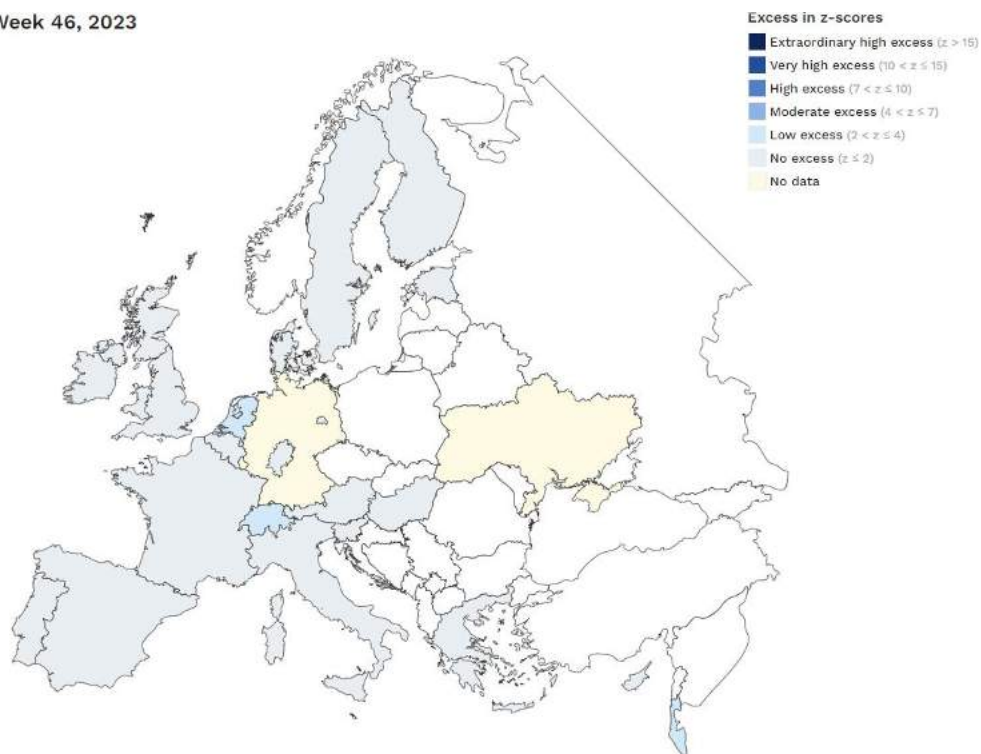 Week 46, 2023
Excess in z-scores
Extraordinary high excess (z > 15)
Very high excess (10 < z ≤ 15)
High excess (7 < z ≤ 10)
Moderate excess (4 < z ≤ 7)
Low excess (2 < z ≤ 4)
No excess (z ≤ 2)
No data